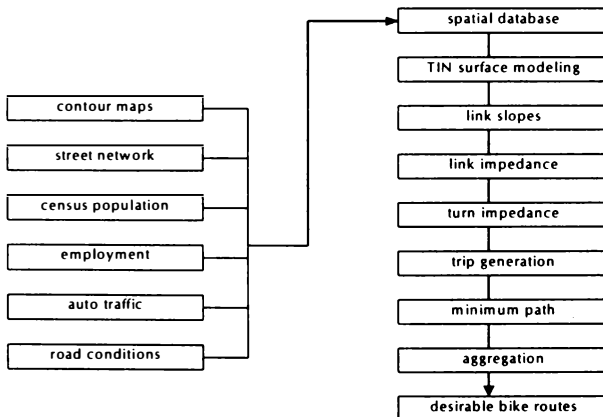 spatial database
TIN surface modeling
contour maps
link slopes
street network
link impedance
census population
turn impedance
employment
trip generation
auto traffic
minimum path
road conditions
aggregation
desirable bike routes